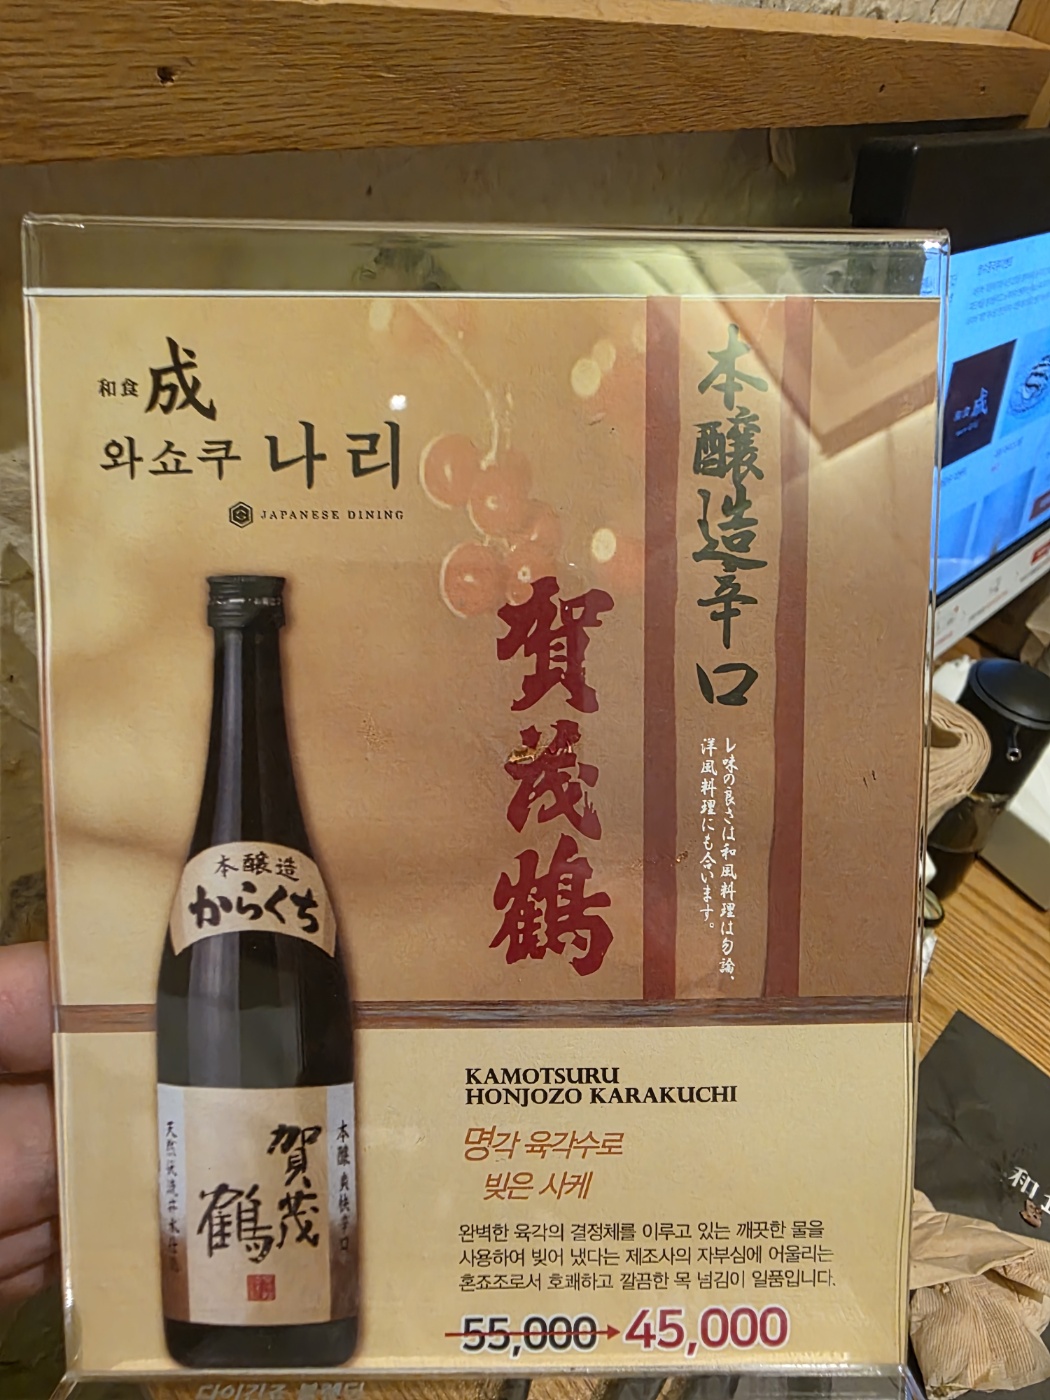 和食 成
와쇼쿠 나리
JAPANESE DINING
本醸造辛口
賀茂鶴
レ味の良さは和風料理は勿論、
洋風料理にも合います。
本醸造
からくち
賀茂
鶴
本醸 爽快辛口
KAMOTSURU
HONJOZO KARAKUCHI
명각 육각수로
빚은 사케
완벽한 육각의 결정체를 이루고 있는 깨끗한 물을
사용하여 빚어 냈다는 제조사의 자부심에 어울리는
혼죠조로서 호쾌하고 깔끔한 목 넘김이 일품입니다.
55,000 → 45,000
和食 成